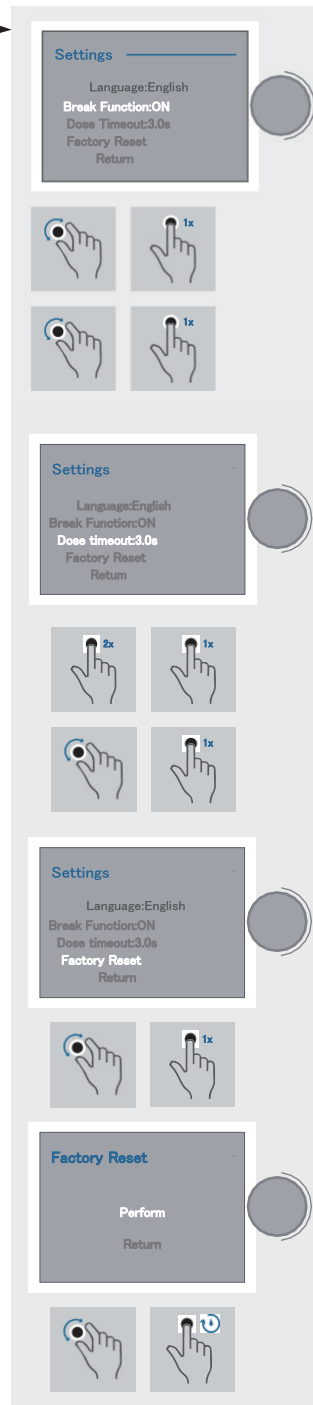 Settings
Language:English
Break Function:ON
Dose Timeout:3.0s
Factory Reset
Return
1x
1x
Settings
Language:English
Break Function:ON
Dose timeout:3.0s
Factory Reset
Return
2x
1x
1x
Settings
Language:English
Break Function:ON
Dose timeout:3.0s
Factory Reset
Return
1x
Factory Reset
Perform
Return